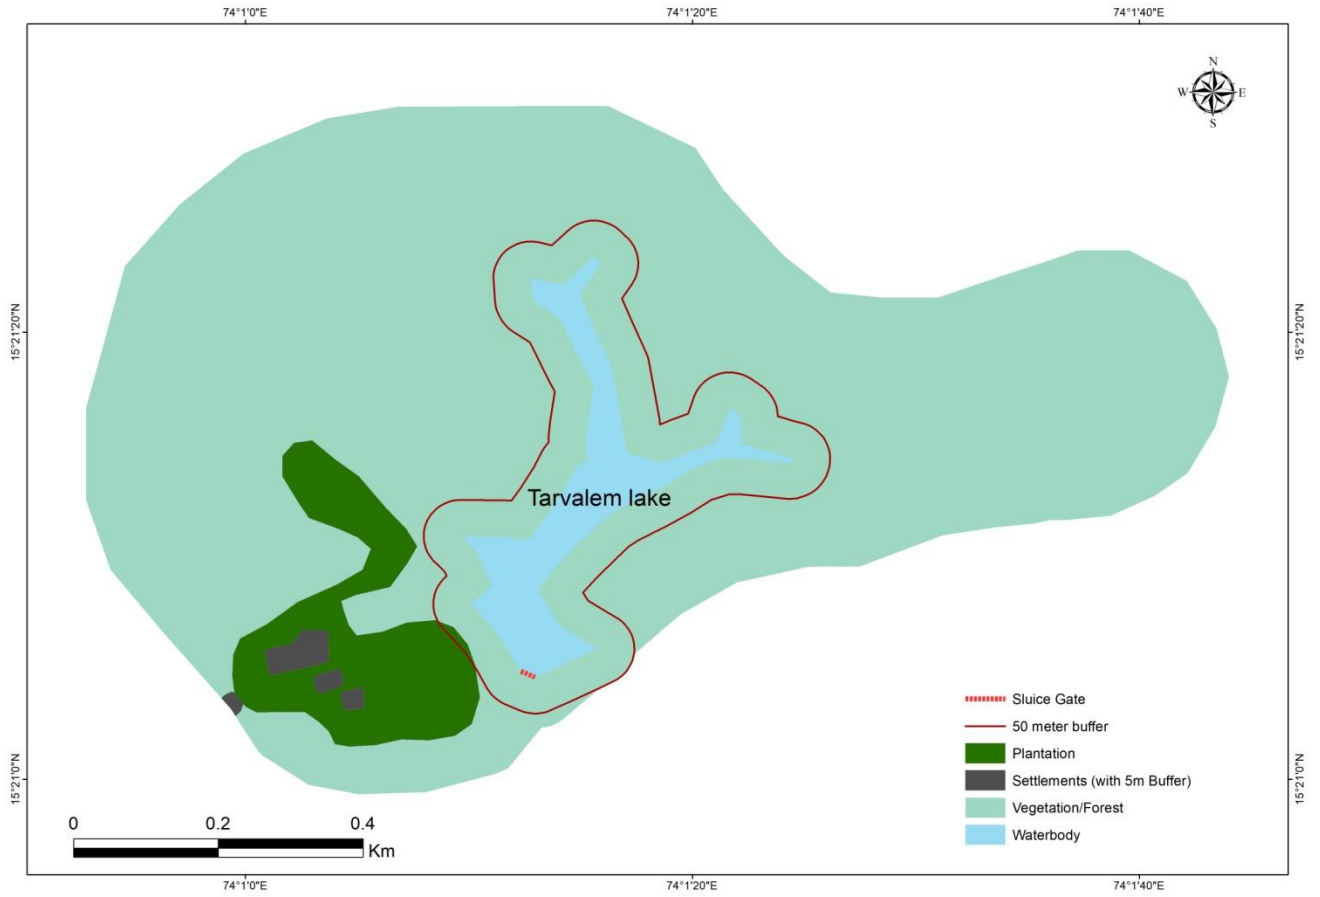 74°1'0"E 74°1'20"E 74°1'40"E
N
W E
S
15°21'20"N 15°21'20"N
Tarvalem lake
Sluice Gate
50 meter buffer
Plantation
Settlements (with 5m Buffer)
Vegetation/Forest
Waterbody
15°21'0"N 15°21'0"N
0 0.2 0.4
Km
74°1'0"E 74°1'20"E 74°1'40"E